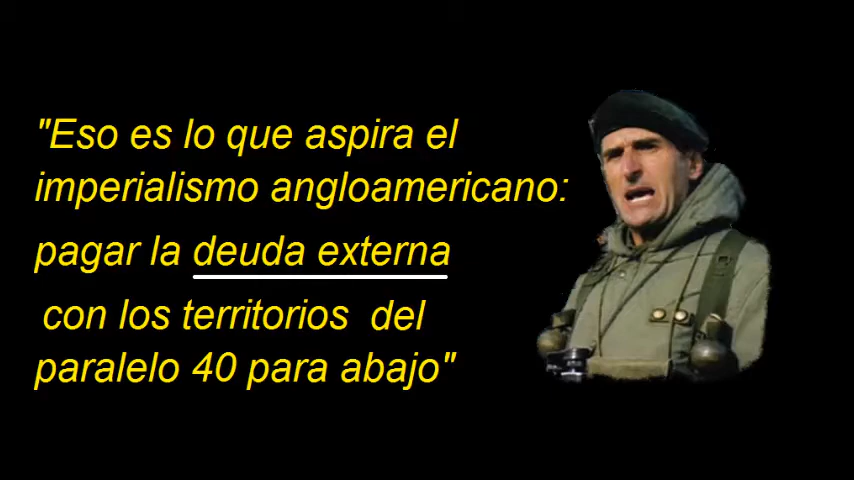 "Eso es lo que aspira el
imperialismo angloamericano:
pagar la deuda externa
con los territorios del
paralelo 40 para abajo"